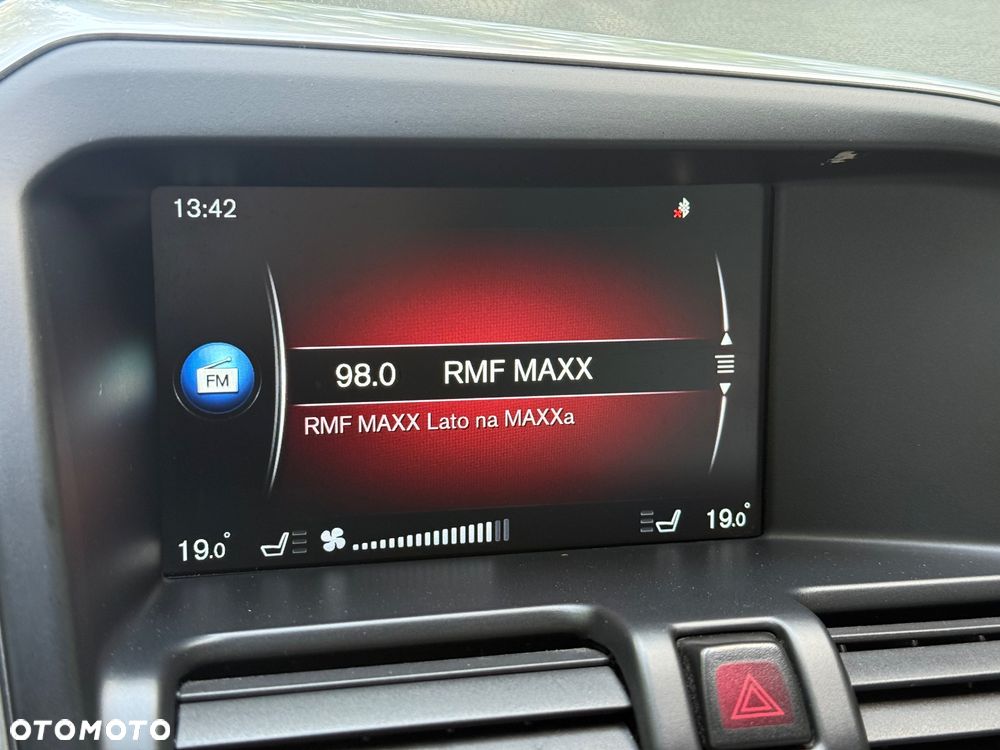 13:42
98.0 RMF MAXX
FM
RMF MAXX Lato na MAXXa
19.0° 19.0°
OTOMOTO